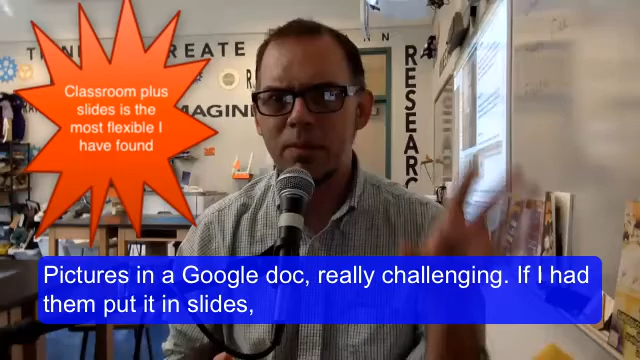 CREATE
IMAGINE
RESEARC
Classroom plus
slides is the
most flexible I
have found
Pictures in a Google doc, really challenging. If I had
them put it in slides,